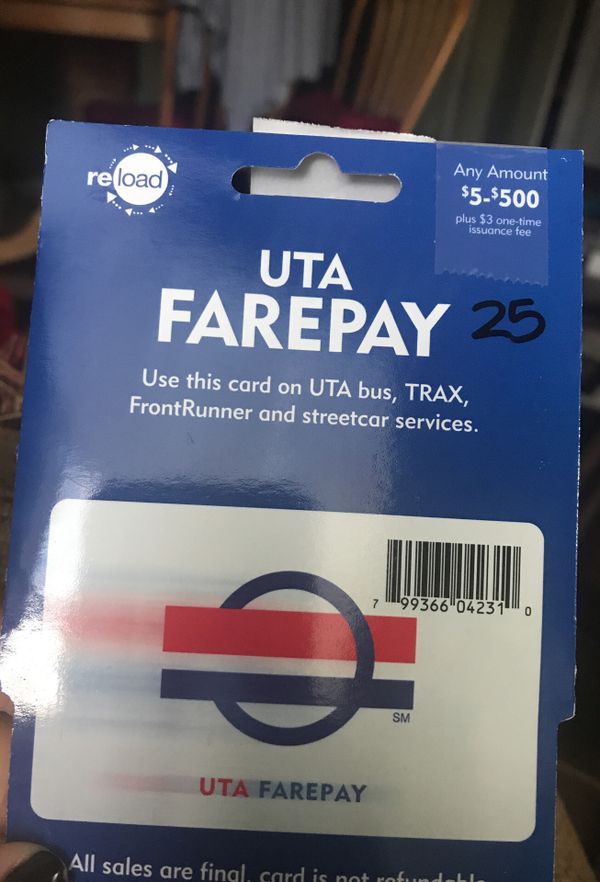 reload
Any Amount
$5-$500
plus $3 one-time
issuance fee
UTA
FAREPAY 25
Use this card on UTA bus, TRAX,
FrontRunner and streetcar services.
7 99366 04231 0
SM
UTA FAREPAY
All sales are final, card is not refundable